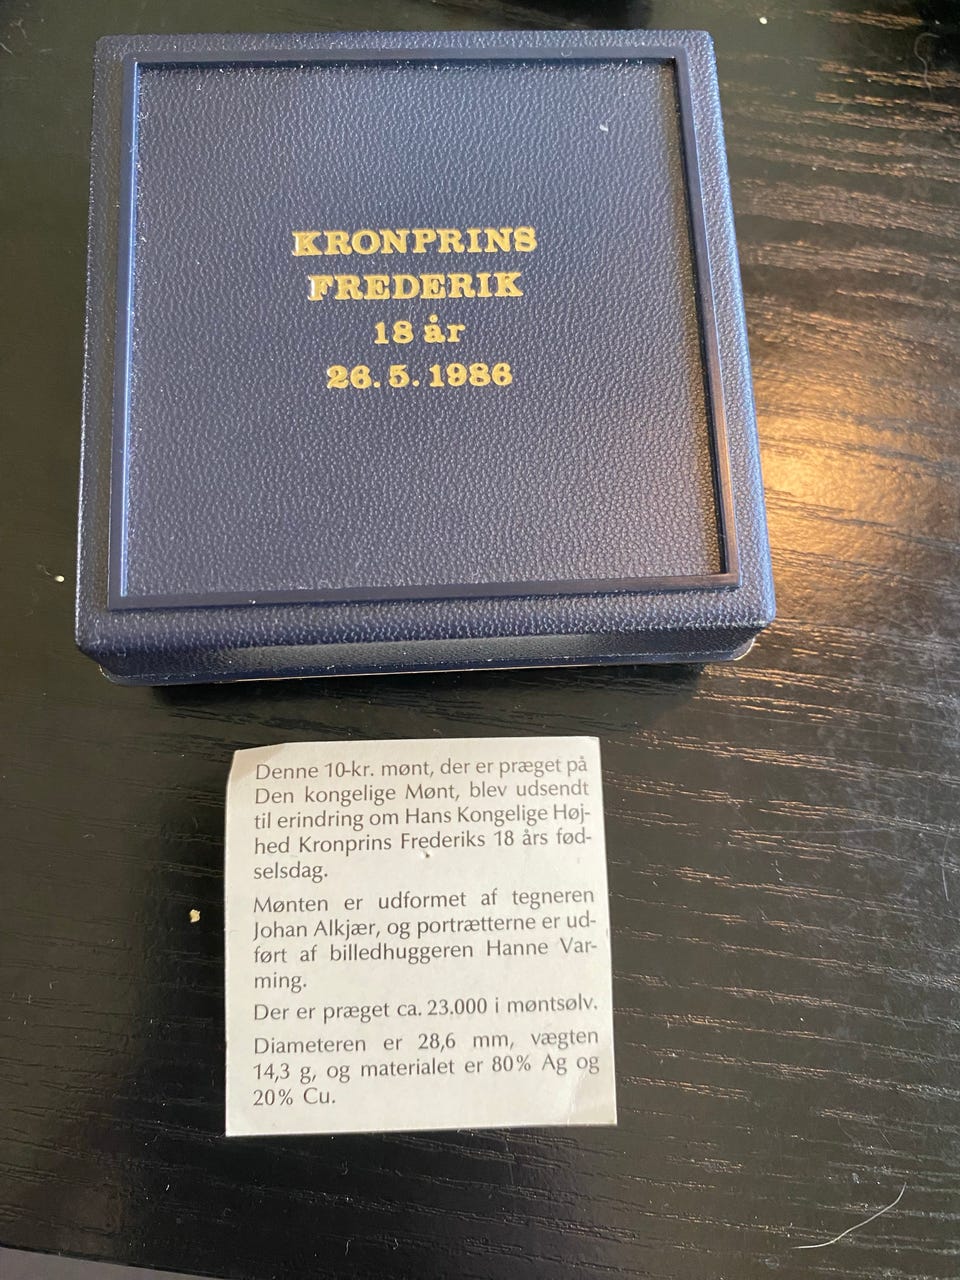 KRONPRINS
FREDERIK
18 år
26.5.1986
Denne 10-kr. mønt, der er præget på
Den kongelige Mønt, blev udsendt
til erindring om Hans Kongelige Høj-
hed Kronprins Frederiks 18 års fød-
selsdag.
Mønten er udformet af tegneren
Johan Alkjær, og portrætterne er ud-
ført af billedhuggeren Hanne Var-
ming.
Der er præget ca. 23.000 i møntsølv.
Diameteren er 28,6 mm, vægten
14,3 g, og materialet er 80% Ag og
20% Cu.